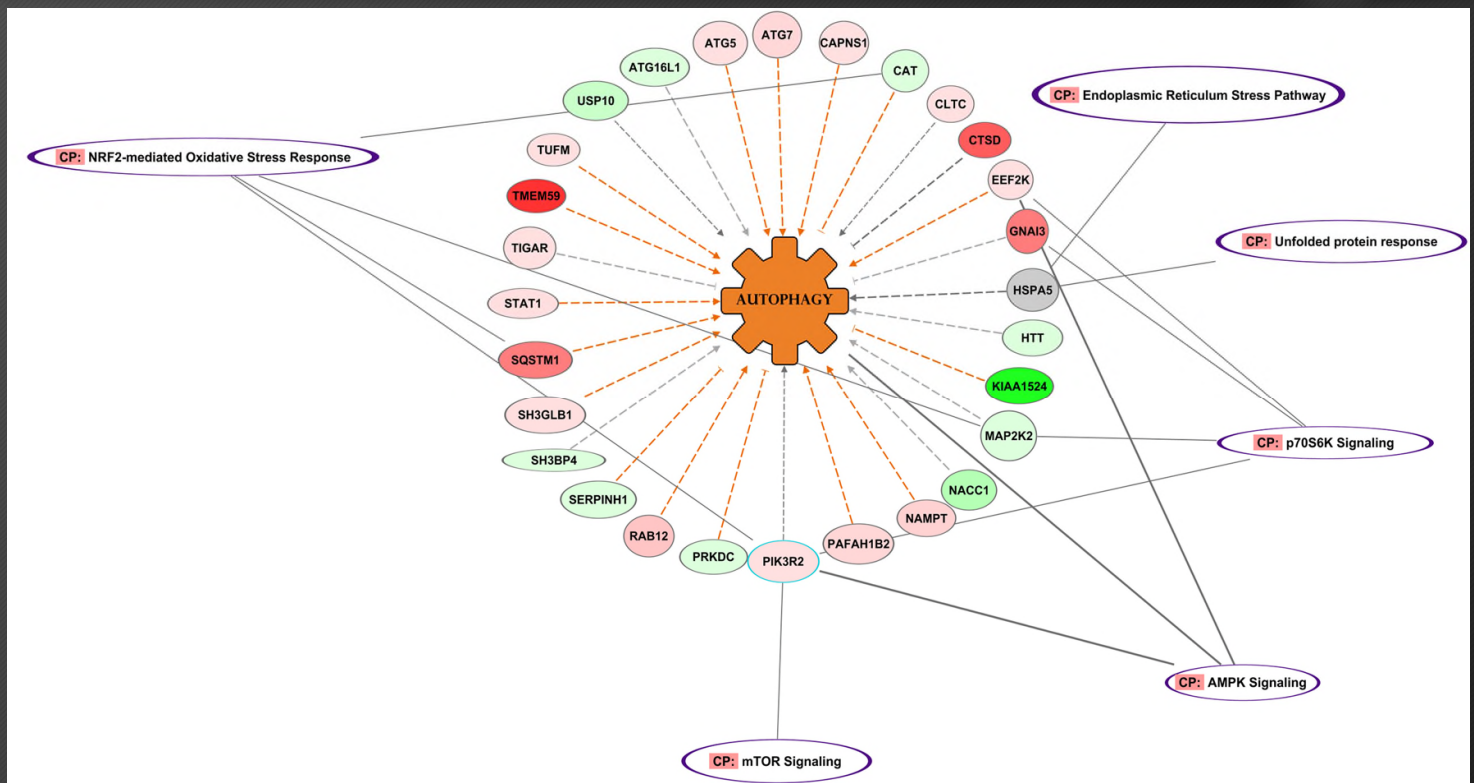 ATG5
ATG7
CAPNS1
ATG16L1
CAT
USP10
CLTC
CP: Endoplasmic Reticulum Stress Pathway
CTSD
CP: NRF2-mediated Oxidative Stress Response
TUFM
EEF2K
TMEM59
GNAI3
TIGAR
CP: Unfolded protein response
HSPA5
STAT1
AUTOPHAGY
HTT
SQSTM1
KIAA1524
SH3GLB1
MAP2K2
CP: p70S6K Signaling
SH3BP4
NACC1
SERPINH1
NAMPT
RAB12
PAFAH1B2
PRKDC
PIK3R2
CP: AMPK Signaling
CP: mTOR Signaling